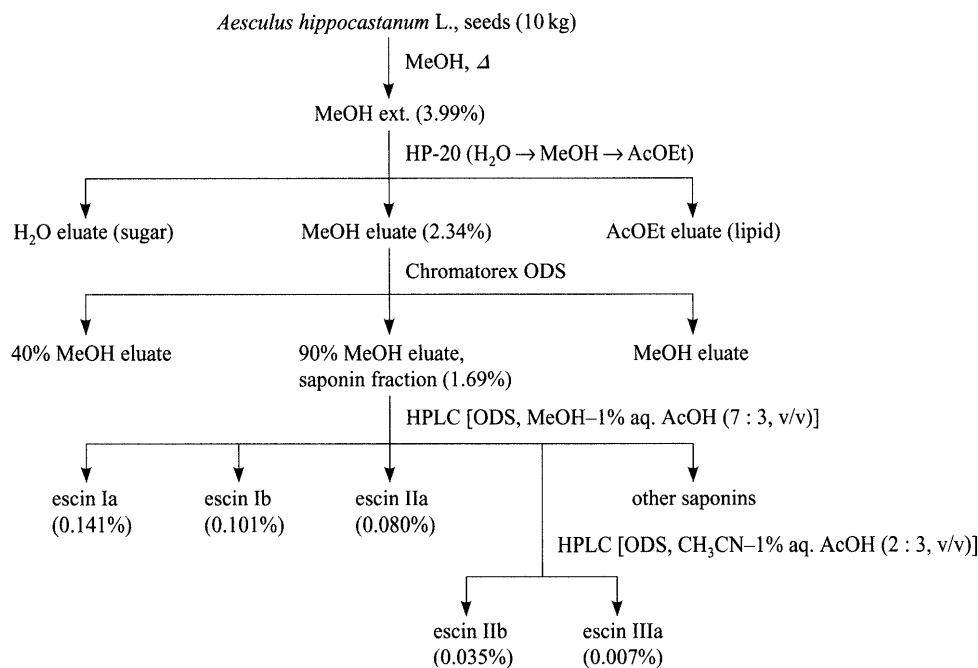 Aesculus hippocastanum L., seeds (10 kg)
MeOH, Δ
MeOH ext. (3.99%)
HP-20 (H₂O → MeOH → AcOEt)
H₂O eluate (sugar)
MeOH eluate (2.34%)
AcOEt eluate (lipid)
Chromatorex ODS
40% MeOH eluate
90% MeOH eluate,
saponin fraction (1.69%)
MeOH eluate
HPLC [ODS, MeOH–1% aq. AcOH (7 : 3, v/v)]
escin Ia
(0.141%)
escin Ib
(0.101%)
escin IIa
(0.080%)
other saponins
HPLC [ODS, CH₃CN–1% aq. AcOH (2 : 3, v/v)]
escin IIb
(0.035%)
escin IIIa
(0.007%)